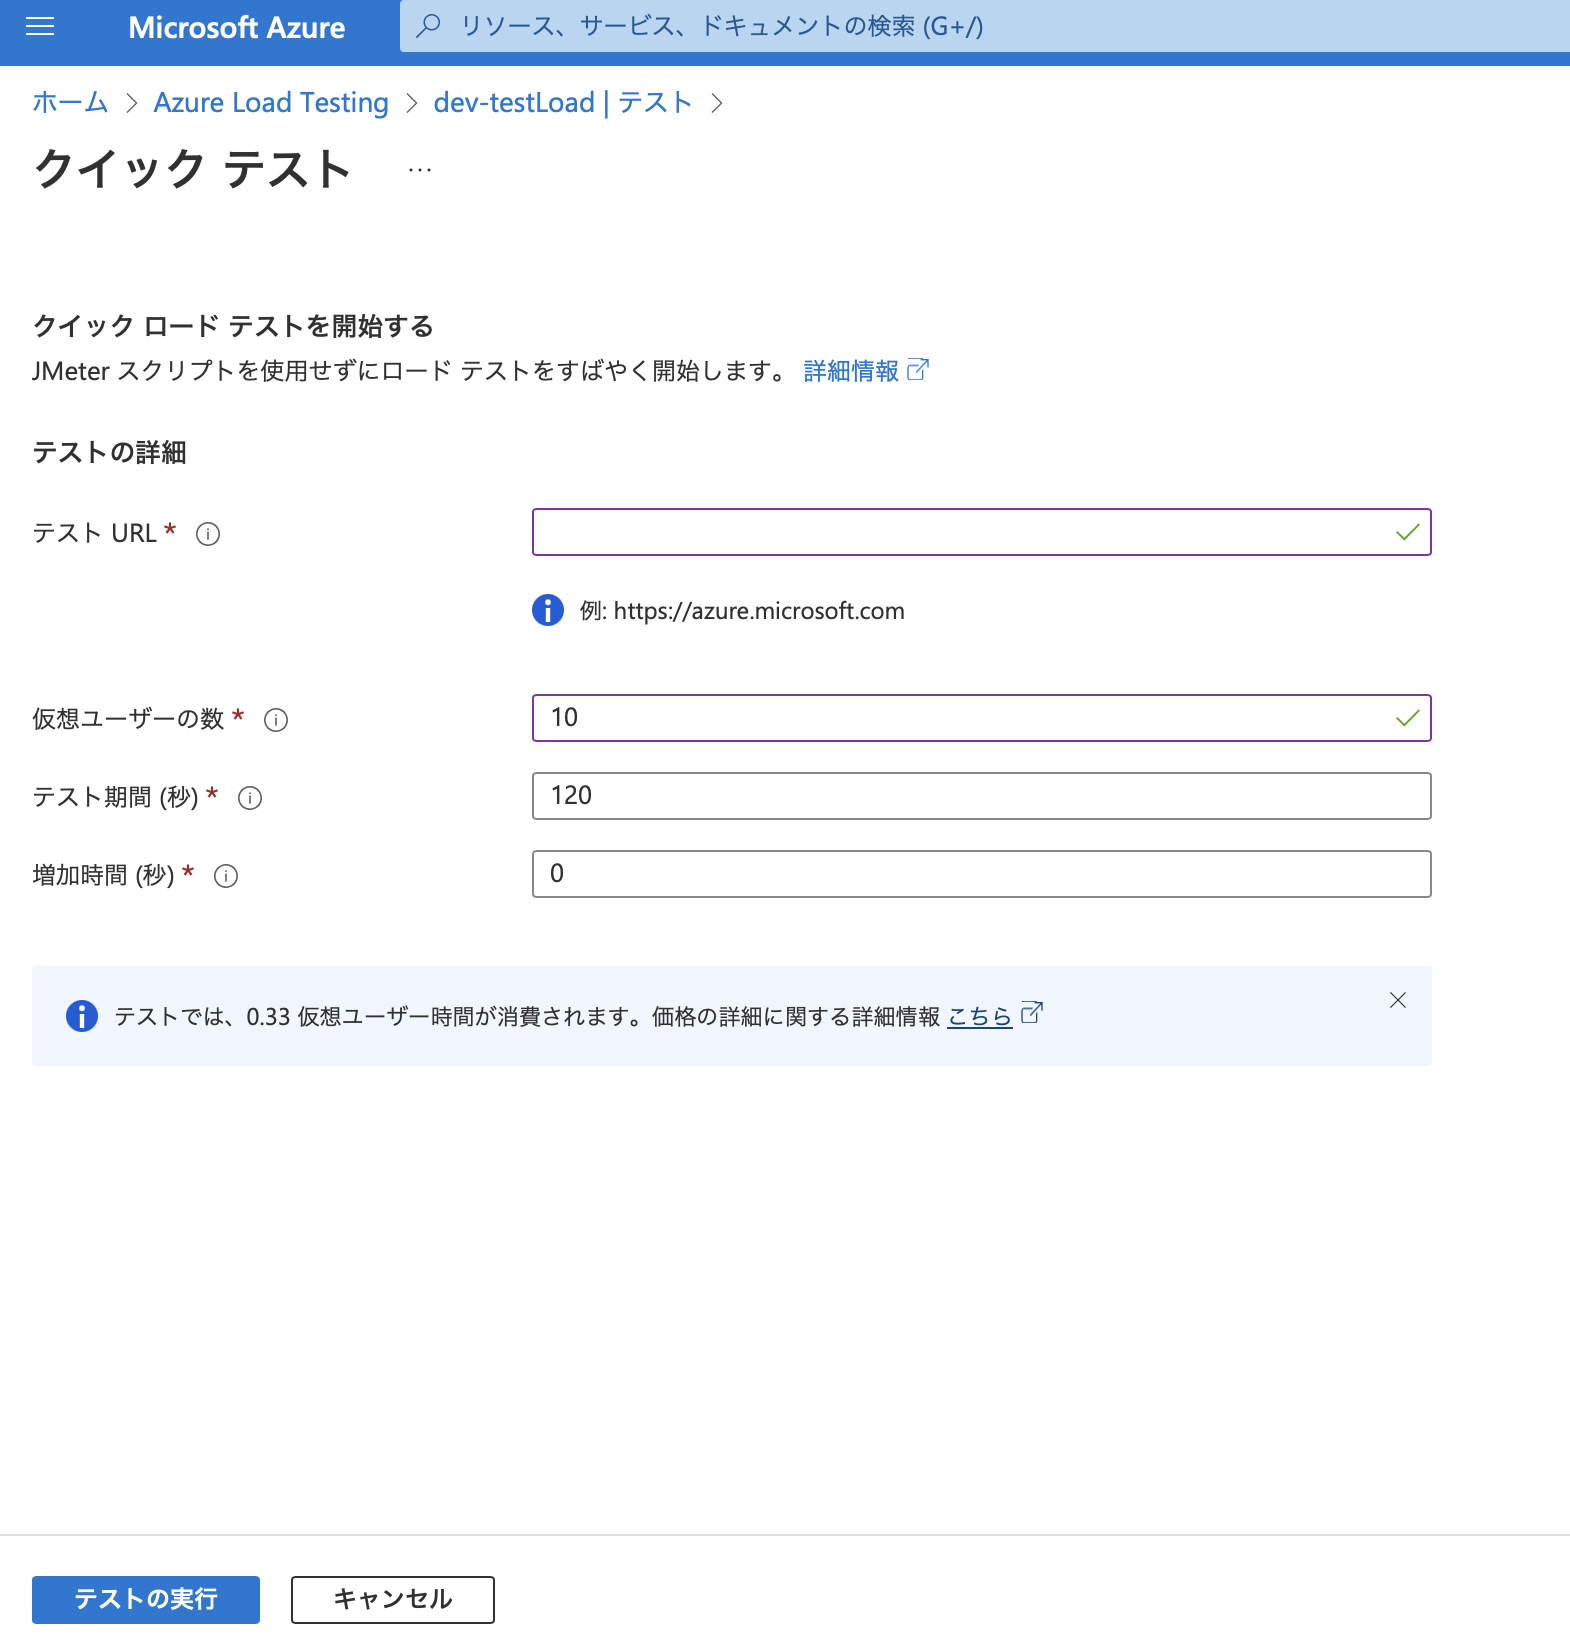 Microsoft Azure
リソース、サービス、ドキュメントの検索 (G+/)
ホーム > Azure Load Testing > dev-testLoad | テスト >
クイック テスト ...
クイック ロード テストを開始する
JMeter スクリプトを使用せずにロード テストをすばやく開始します。 詳細情報
テストの詳細
テスト URL *
例: https://azure.microsoft.com
仮想ユーザーの数 * 10
テスト期間 (秒) * 120
増加時間 (秒) * 0
テストでは、0.33 仮想ユーザー時間が消費されます。価格の詳細に関する詳細情報 こちら
テストの実行 キャンセル